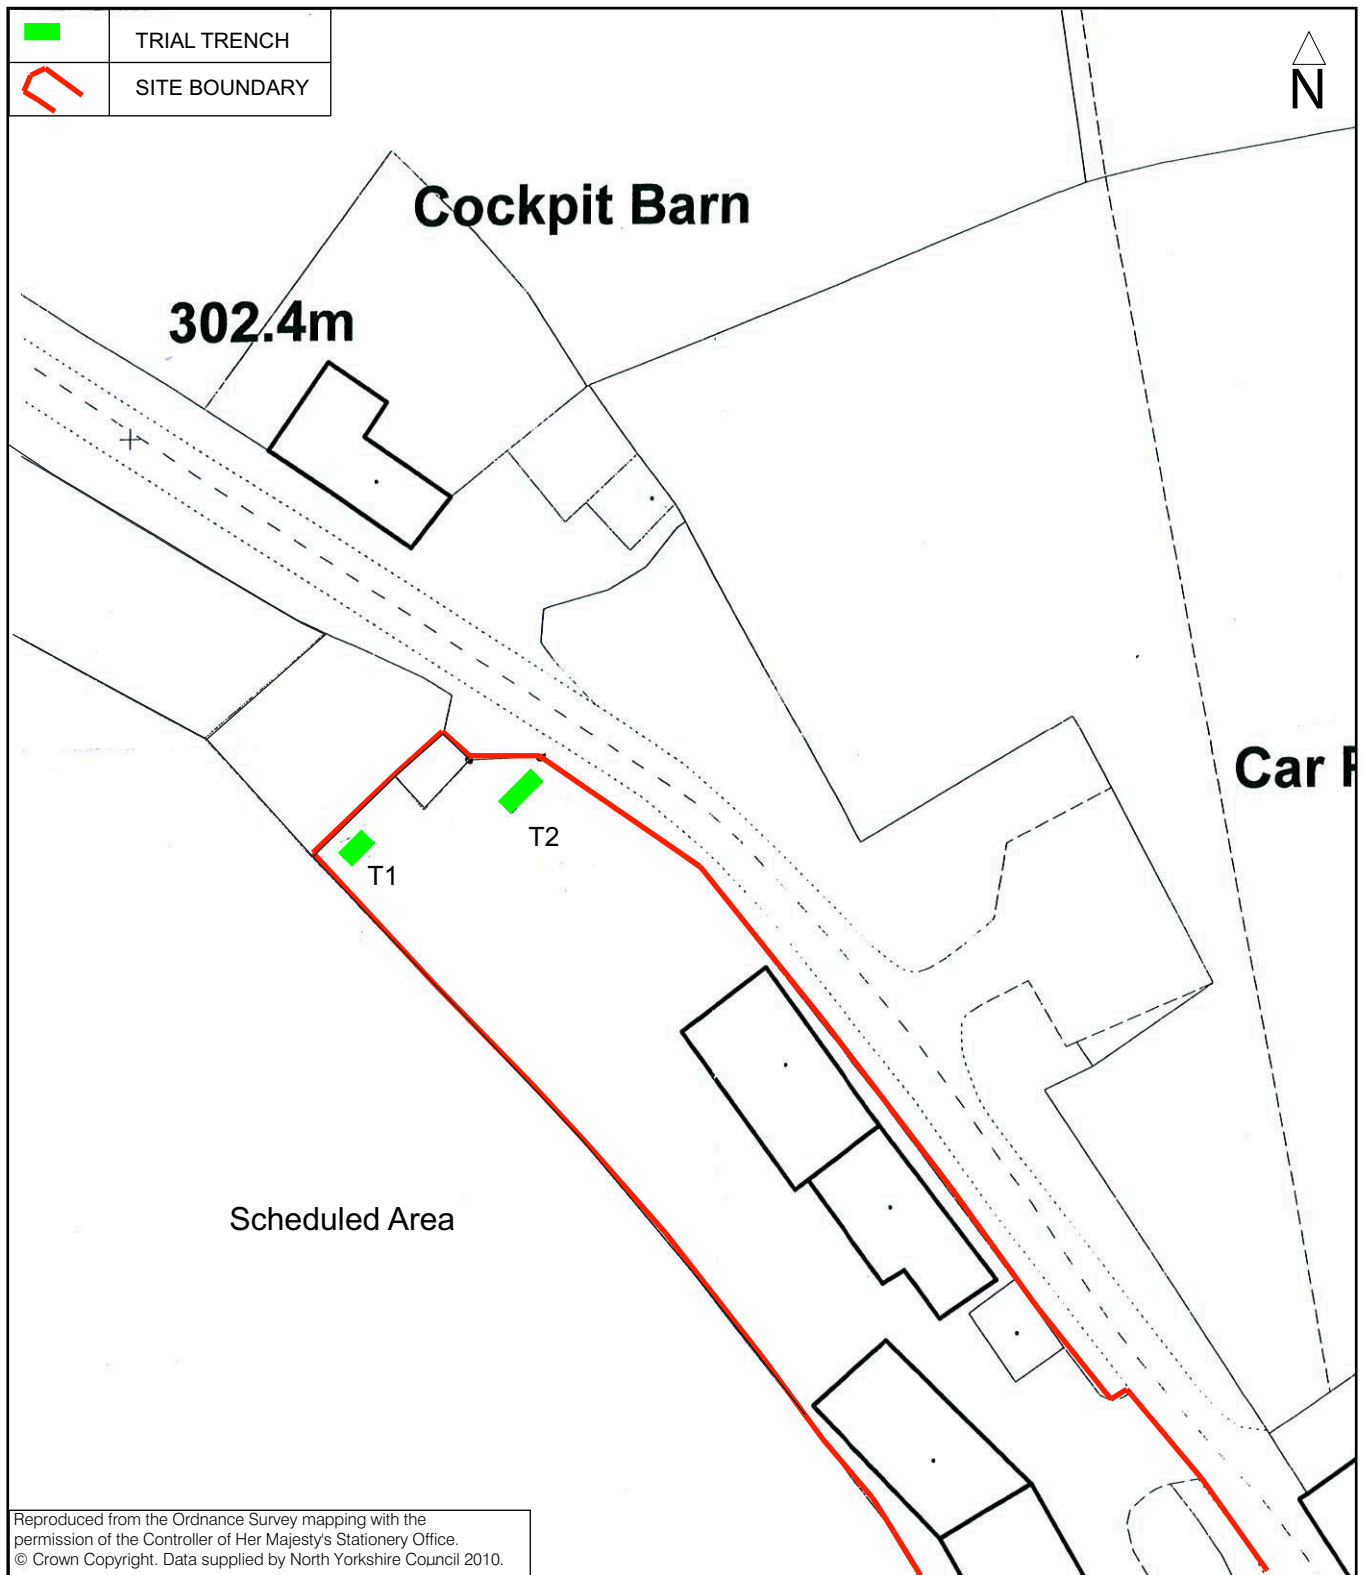 TRIAL TRENCH
SITE BOUNDARY
N
Cockpit Barn
302.4m
Car
T2
T1
Scheduled Area
Reproduced from the Ordnance Survey mapping with the
permission of the Controller of Her Majesty's Stationery Office.
© Crown Copyright. Data supplied by North Yorkshire Council 2010.